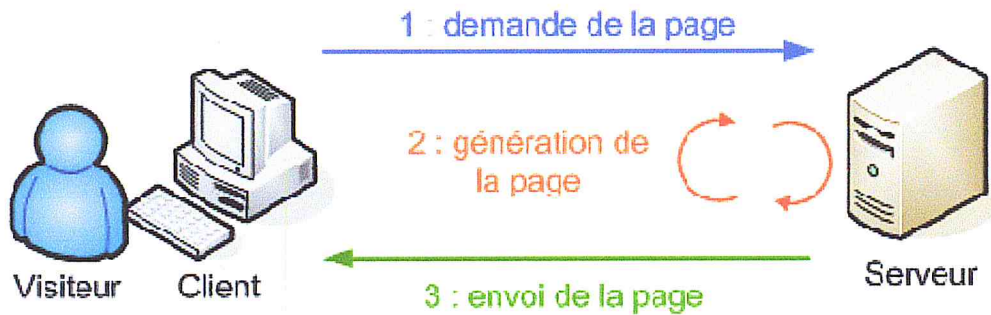 1 : demande de la page
2 : génération de
la page
3 : envoi de la page
Visiteur
Client
Serveur